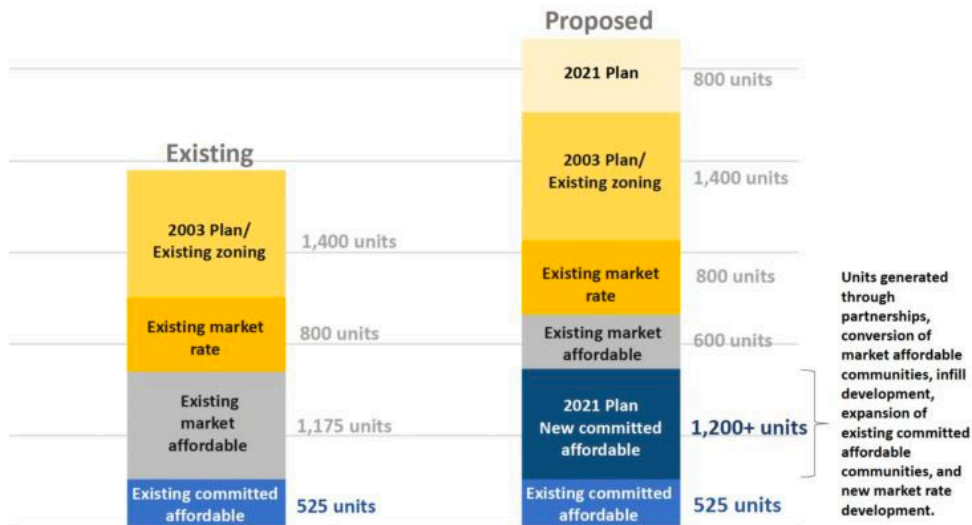 Proposed
2021 Plan
800 units
Existing
2003 Plan/
Existing zoning
1,400 units
2003 Plan/
Existing zoning
1,400 units
Existing market
rate
800 units
Existing market
rate
800 units
Existing market
affordable
600 units
Existing
market
affordable
1,175 units
2021 Plan
New committed
affordable
1,200+ units
Existing committed
affordable
525 units
Existing committed
affordable
525 units
Units generated
through
partnerships,
conversion of
market affordable
communities, infill
development,
expansion of
existing committed
affordable
communities, and
new market rate
development.